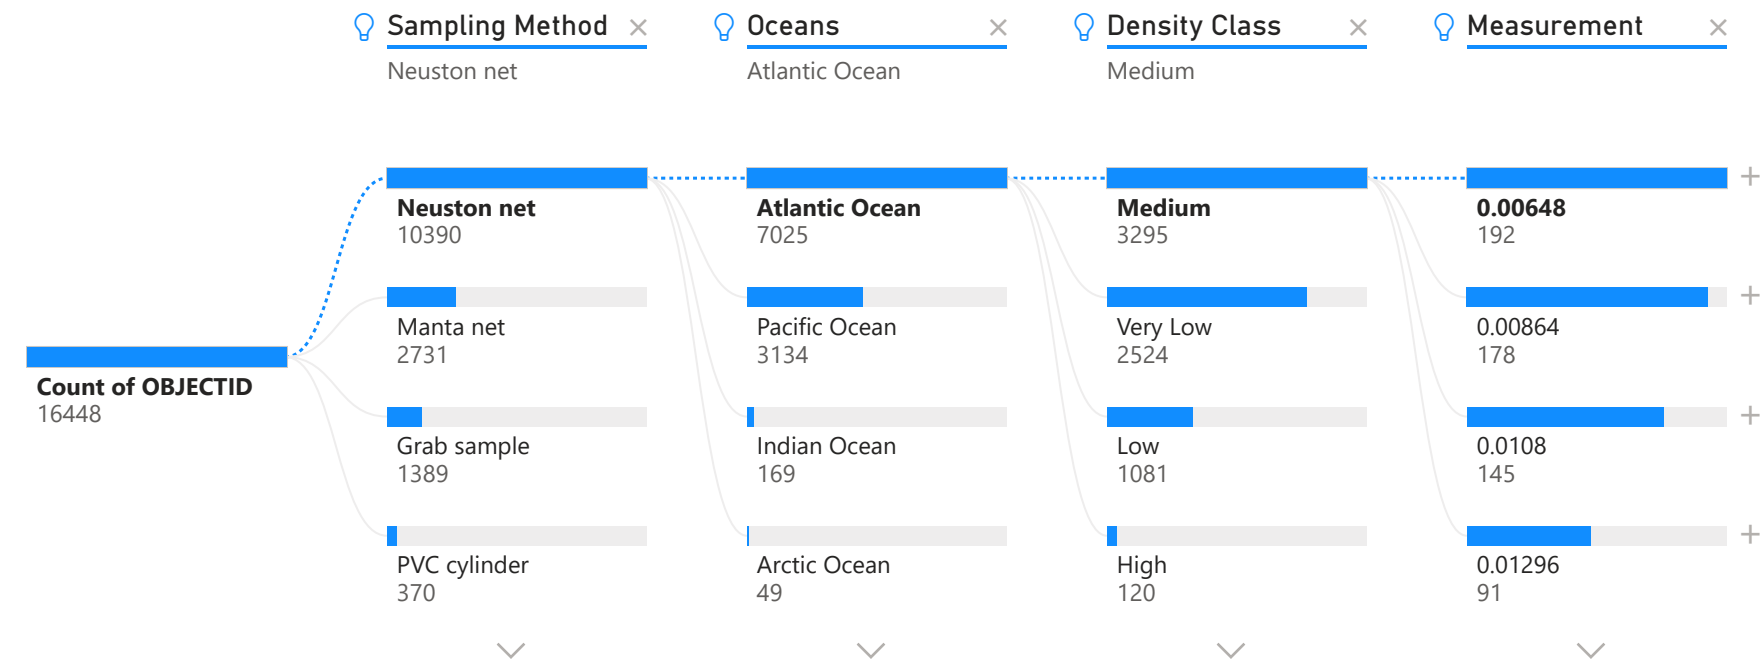 Sampling Method
Neuston net
Oceans
Atlantic Ocean
Density Class
Medium
Measurement
Count of OBJECTID
16448
Neuston net
10390
Manta net
2731
Grab sample
1389
PVC cylinder
370
Atlantic Ocean
7025
Pacific Ocean
3134
Indian Ocean
169
Arctic Ocean
49
Medium
3295
Very Low
2524
Low
1081
High
120
0.00648
192
0.00864
178
0.0108
145
0.01296
91